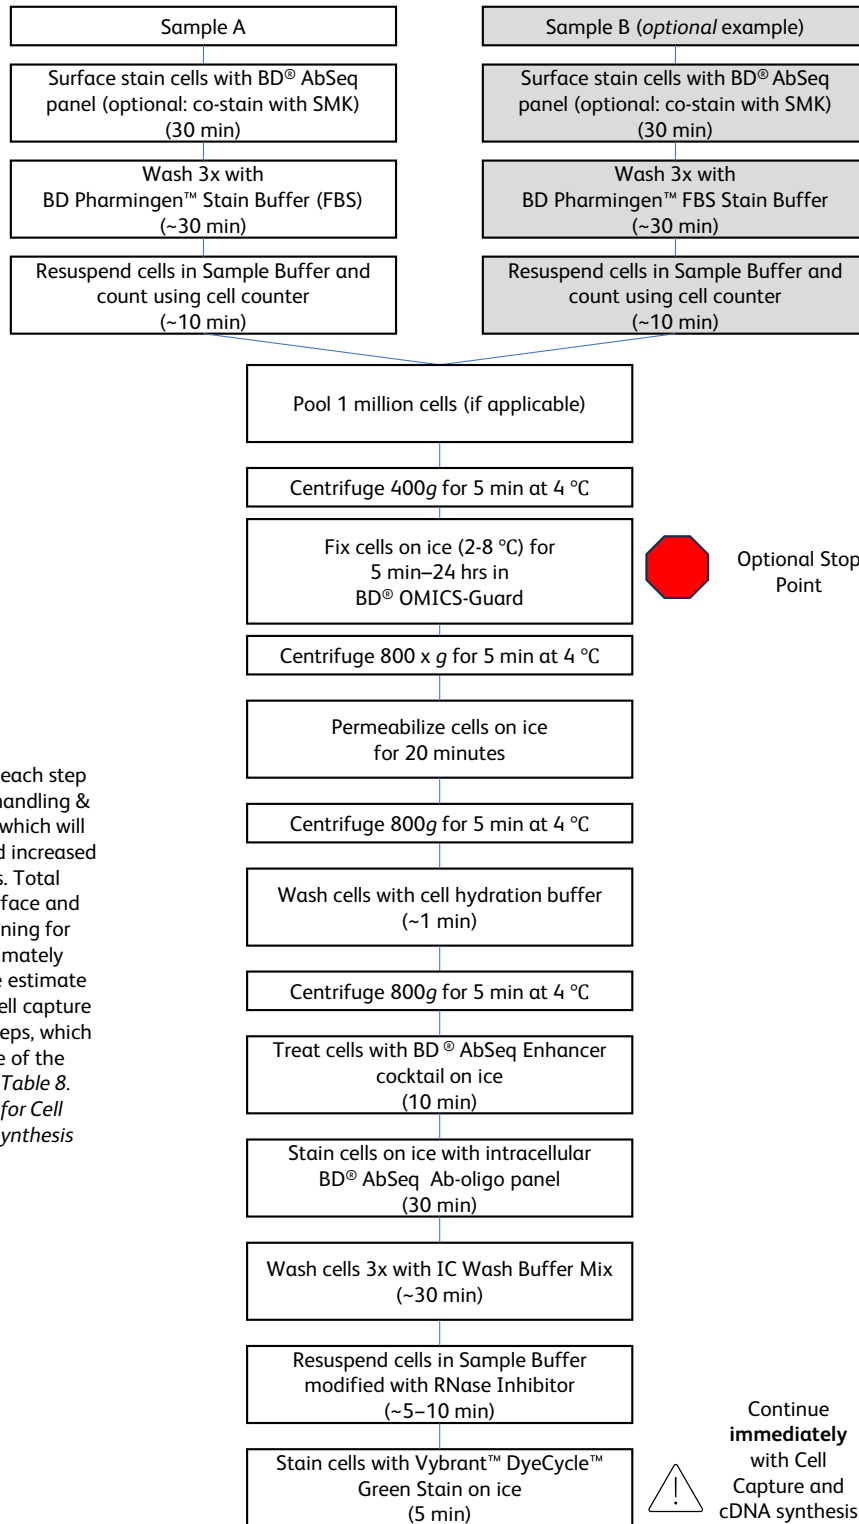 Sample A
Sample B (optional example)
Surface stain cells with BD® AbSeq
panel (optional: co-stain with SMK)
(30 min)
Surface stain cells with BD® AbSeq
panel (optional: co-stain with SMK)
(30 min)
Wash 3x with
BD Pharmingen™ Stain Buffer (FBS)
(~30 min)
Wash 3x with
BD Pharmingen™ FBS Stain Buffer
(~30 min)
Resuspend cells in Sample Buffer and
count using cell counter
(~10 min)
Resuspend cells in Sample Buffer and
count using cell counter
(~10 min)
Pool 1 million cells (if applicable)
Centrifuge 400g for 5 min at 4 °C
Fix cells on ice (2-8 °C) for
5 min–24 hrs in
BD® OMICS-Guard
Optional Stop
Point
Centrifuge 800 x g for 5 min at 4 °C
Permeabilize cells on ice
for 20 minutes
Centrifuge 800g for 5 min at 4 °C
Wash cells with cell hydration buffer
(~1 min)
Centrifuge 800g for 5 min at 4 °C
Treat cells with BD ® AbSeq Enhancer
cocktail on ice
(10 min)
Stain cells on ice with intracellular
BD® AbSeq Ab-oligo panel
(30 min)
Wash cells 3x with IC Wash Buffer Mix
(~30 min)
Resuspend cells in Sample Buffer
modified with RNase Inhibitor
(~5–10 min)
Stain cells with Vybrant™ DyeCycle™
Green Stain on ice
(5 min)
Continue
immediately
with Cell
Capture and
cDNA synthesis
each step
handling &
which will
d increased
s. Total
rface and
ning for
imately
e estimate
ell capture
eps, which
e of the
Table 8.
for Cell
ynthesis